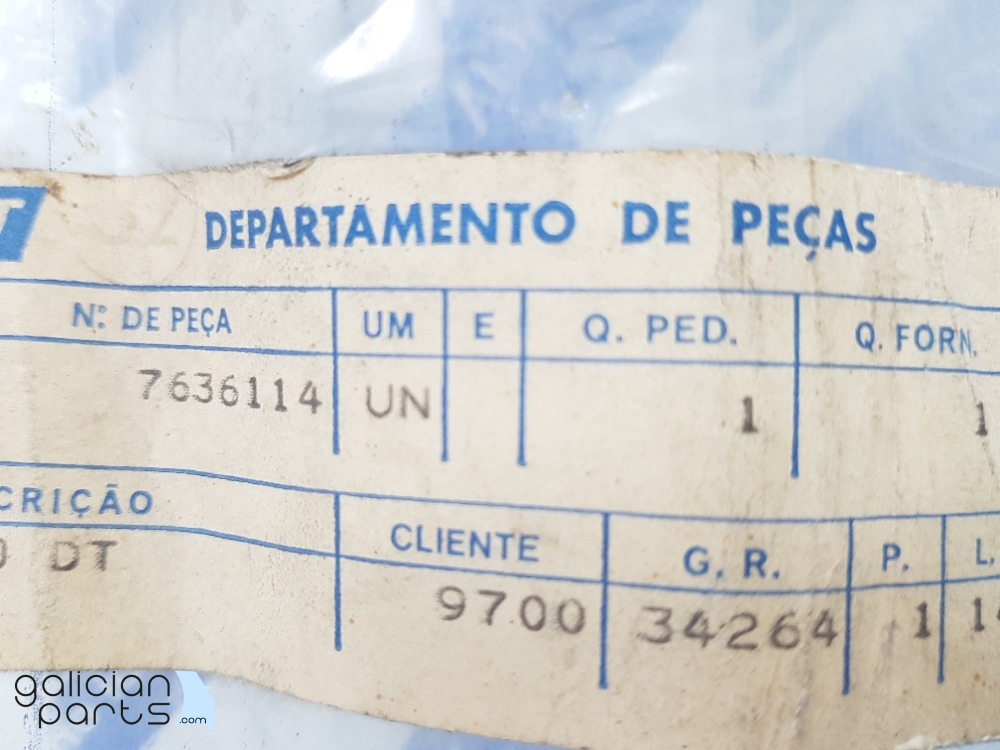 T DEPARTAMENTO DE PEÇAS
Nº DE PEÇA UM E Q. PED. Q. FORN.
7636114 UN 1 1
CRIÇÃO CLIENTE G. R. P. L.
DT 9700 34264 1 1
galician
parts.com